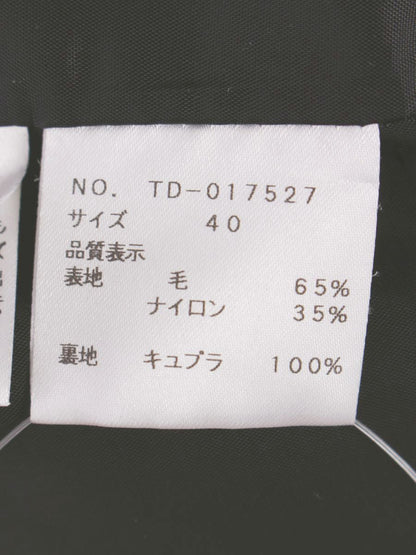 NO. TD-017527
サイズ 40
品質表示
表地 毛 65%
ナイロン 35%
裏地 キュプラ 100%